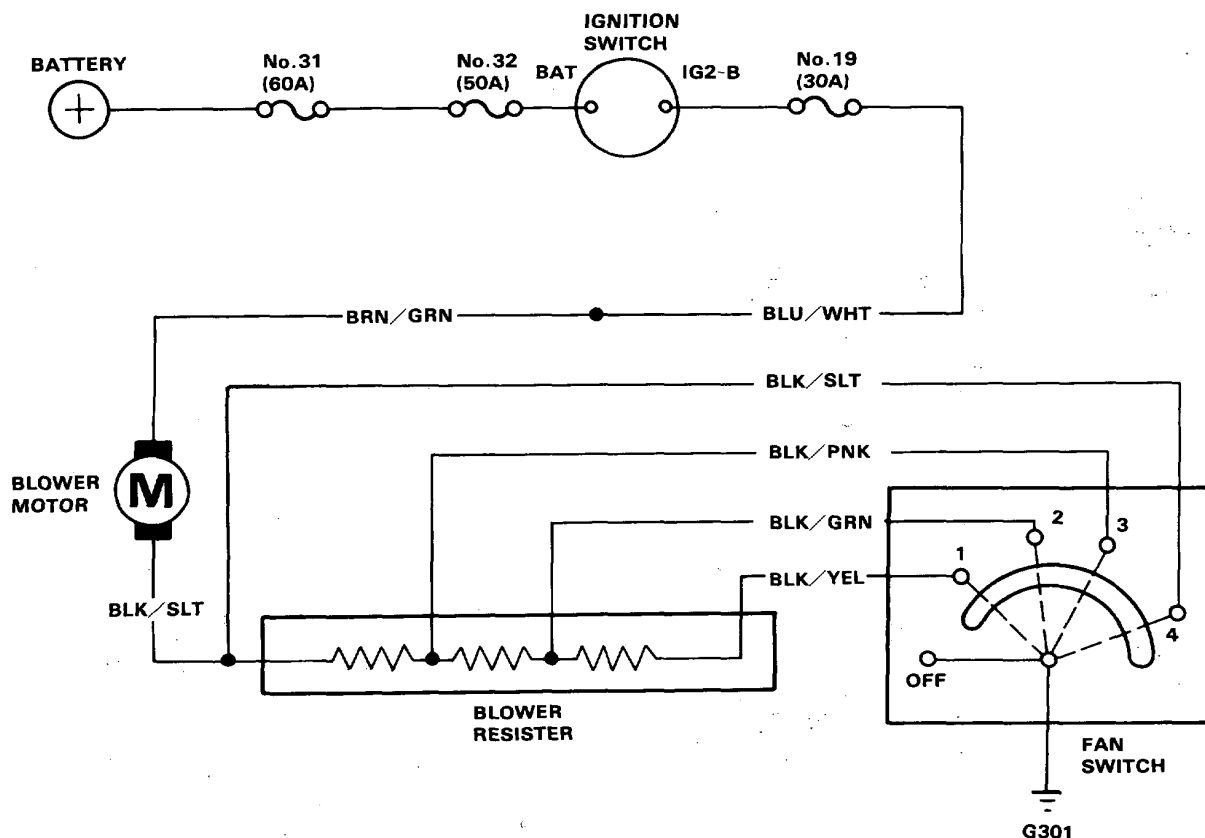 IGNITION
SWITCH
BATTERY
No.31
(60A)
No.32
(50A)
BAT
IG2-B
No.19
(30A)
+
BRN/GRN
BLU/WHT
BLK/SLT
BLK/PNK
BLOWER
MOTOR
M
BLK/GRN
2
3
1
BLK/YEL
BLK/SLT
4
OFF
BLOWER
RESISTER
FAN
SWITCH
G301